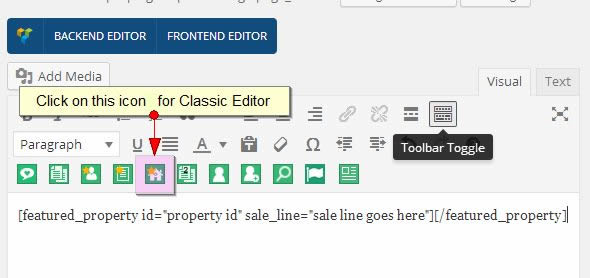 BACKEND EDITOR FRONTEND EDITOR
Add Media
Visual Text
Click on this icon for Classic Editor
Paragraph U A Ω
Toolbar Toggle
[featured_property id="property id" sale_line="sale line goes here"][/featured_property]